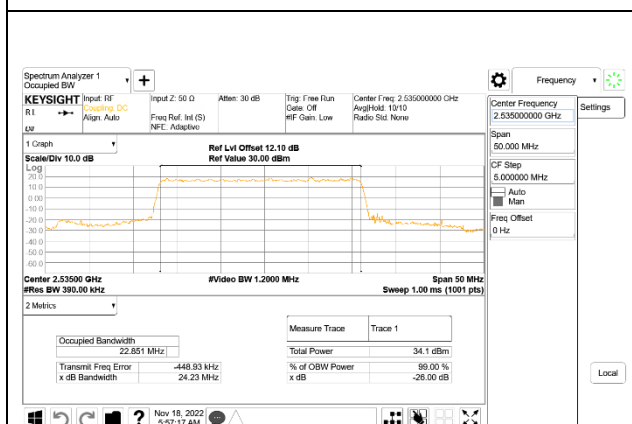 Spectrum Analyzer 1
Occupied BW
Frequency
KEYSIGHT
Input: RF
Coupling: DC
Align: Auto
Input Z: 50 Ω
Freq Ref: Int (S)
NFE: Adaptive
Atten: 30 dB
Trig: Free Run
Gate: Off
#IF Gain: Low
Center Freq: 2.535000000 GHz
Avg|Hold: 10/10
Radio Std: None
Center Frequency
2.535000000 GHz
Settings
Span
50.000 MHz
CF Step
5.000000 MHz
Auto
Man
Freq Offset
0 Hz
1 Graph
Scale/Div 10.0 dB
Ref Lvl Offset 12.10 dB
Ref Value 30.00 dBm
Log
20.0
10.0
0.00
-10.0
-20.0
-30.0
-40.0
-50.0
-60.0
Center 2.53500 GHz
#Res BW 390.00 kHz
#Video BW 1.2000 MHz
Span 50 MHz
Sweep 1.00 ms (1001 pts)
2 Metrics
Measure Trace
Trace 1
Occupied Bandwidth
22.851 MHz
Total Power
34.1 dBm
Transmit Freq Error
-448.93 kHz
% of OBW Power
99.00 %
x dB Bandwidth
24.23 MHz
x dB
-26.00 dB
Local
?
Nov 18, 2022
5:57:17 AM